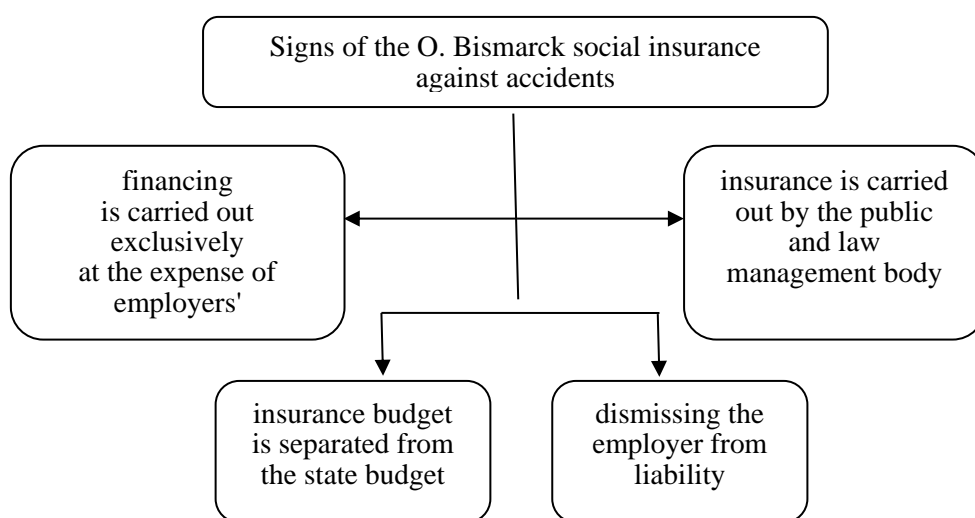 Signs of the O. Bismarck social insurance
against accidents
financing
is carried out
exclusively
at the expense of
employers'
insurance is carried
out by the public
and law
management body
insurance budget
is separated from
the state budget
dismissing the
employer from
liability